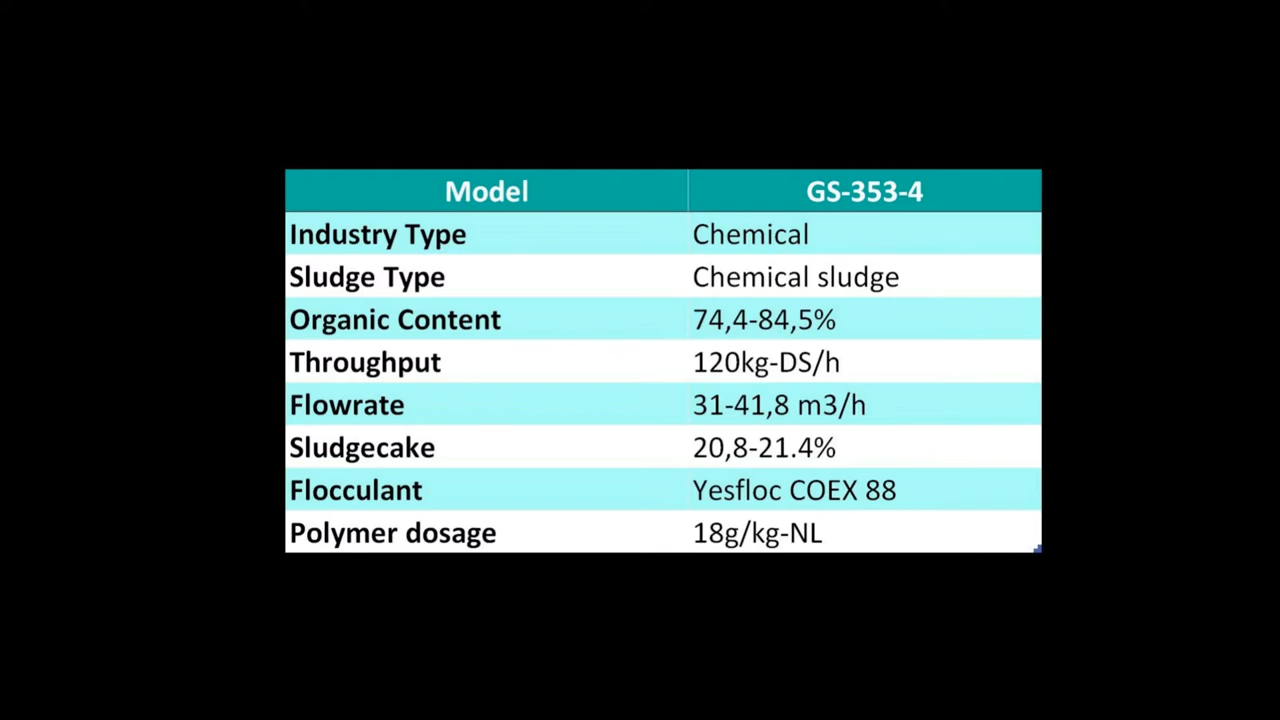 Model GS-353-4
Industry Type Chemical
Sludge Type Chemical sludge
Organic Content 74,4-84,5%
Throughput 120kg-DS/h
Flowrate 31-41,8 m3/h
Sludgecake 20,8-21.4%
Flocculant Yesfloc COEX 88
Polymer dosage 18g/kg-NL